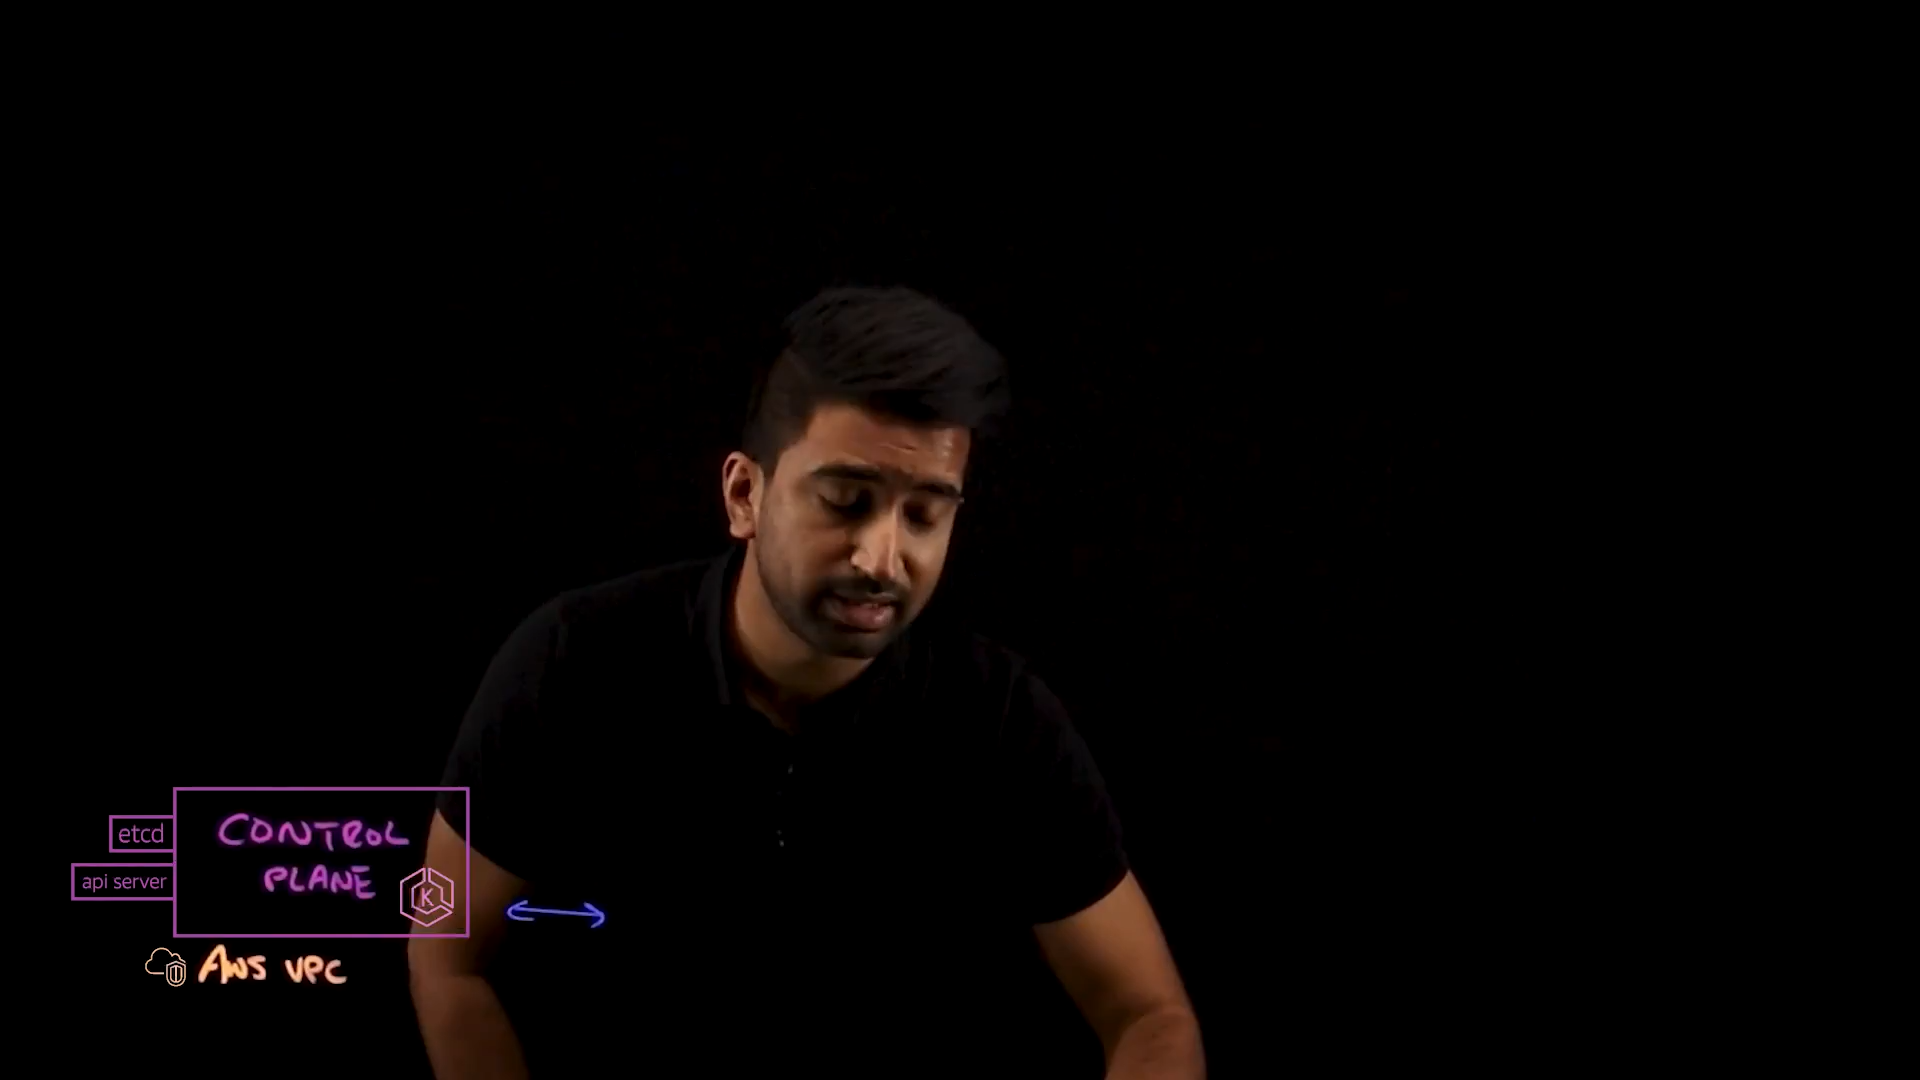 etcd
CONTROL
PLANE
api server
K
AWS VPC